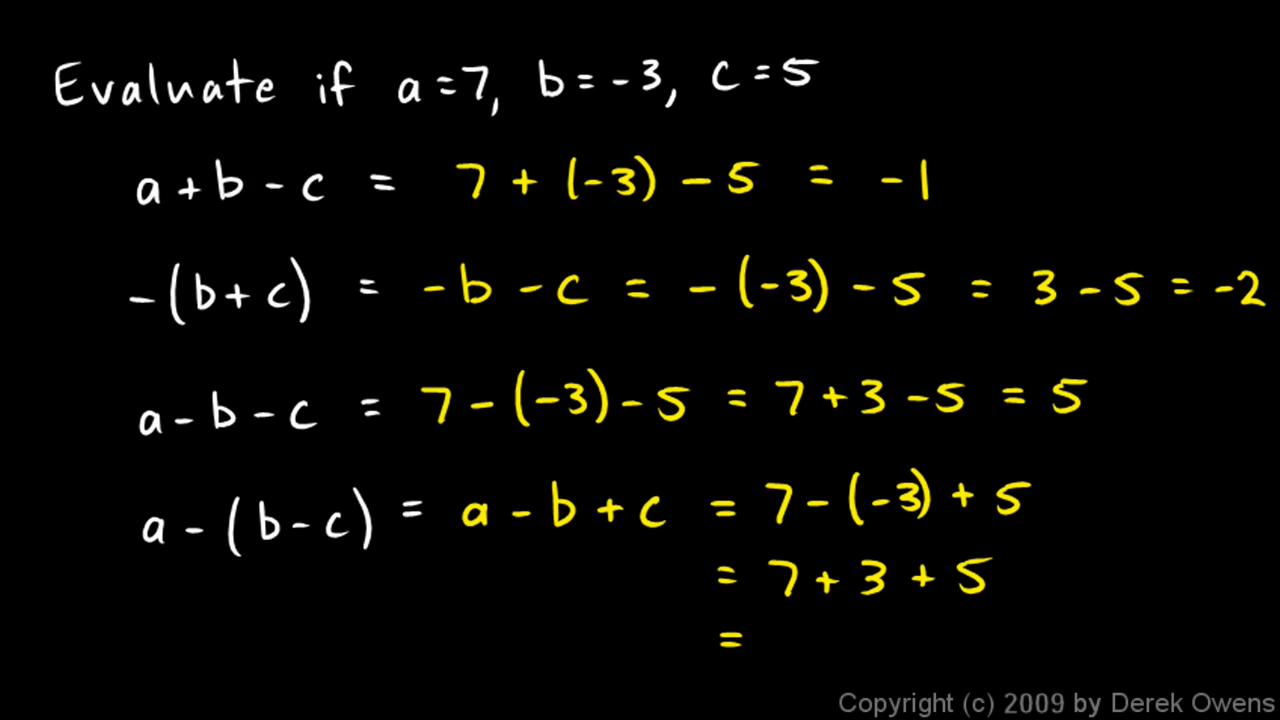 Evaluate if a=7, b=-3, c=5
a+b-c = 7 + (-3) - 5 = -1
-(b+c) = -b - c = -(-3) - 5 = 3 - 5 = -2
a-b-c = 7-(-3)-5 = 7+3-5 = 5
a-(b-c) = a-b+c = 7-(-3)+5
= 7+3+5
=
Copyright (c) 2009 by Derek Owens